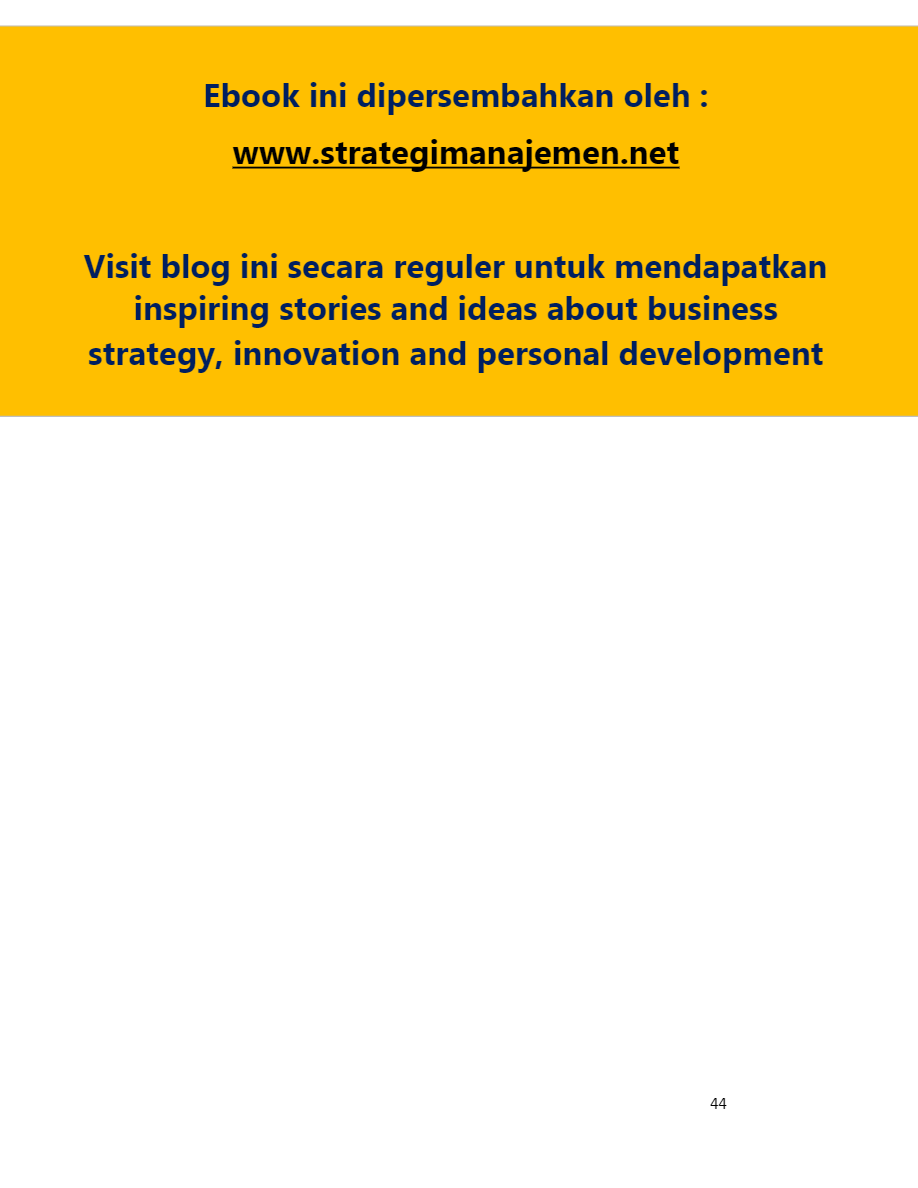 Ebook ini dipersembahkan oleh :
www.strategimanajemen.net
Visit blog ini secara reguler untuk mendapatkan
inspiring stories and ideas about business
strategy, innovation and personal development
44